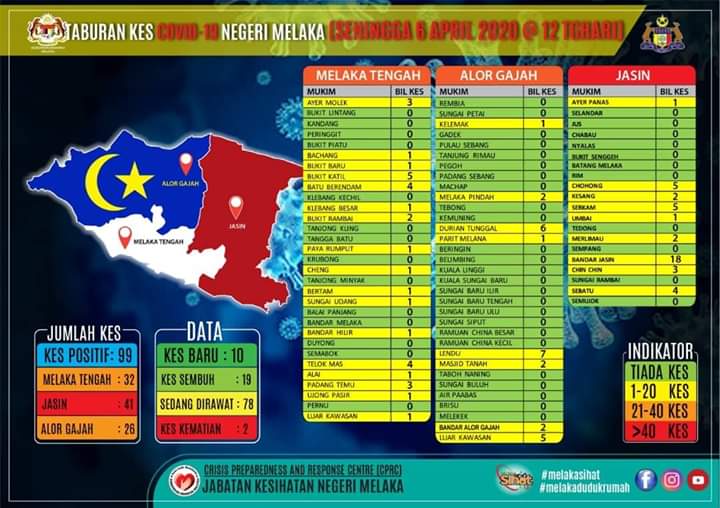 TABURAN KES COVID-19 NEGERI MELAKA (SEHINGGA 6 APRIL 2020 @ 12 TGHARI)
ALOR GAJAH
JASIN
MELAKA TENGAH
MELAKA TENGAH
MUKIM BIL KES
AYER MOLEK 3
BUKIT LINTANG 0
KANDANG 0
PERINGGIT 0
BUKIT PIATU 0
BACHANG 1
BUKIT BARU 1
BUKIT KATIL 5
BATU BERENDAM 4
KLEBANG KECHIL 0
KLEBANG BESAR 1
BUKIT RAMBAI 2
TANJONG KLING 0
TANGGA BATU 0
PAYA RUMPUT 1
KRUBONG 0
CHENG 1
TANJONG MINYAK 0
BERTAM 1
SUNGAI UDANG 1
BALAI PANJANG 0
BANDAR MELAKA 0
BANDAR HILIR 1
DUYONG 0
SEMABOK 0
TELOK MAS 4
ALAI 1
PADANG TEMU 3
UJONG PASIR 1
PERNU 0
LUAR KAWASAN 1
ALOR GAJAH
MUKIM BIL KES
REMBIA 0
SUNGAI PETAI 0
KELEMAK 1
GADEK 0
PULAU SEBANG 0
TANJUNG RIMAU 0
PEGOH 0
PADANG SEBANG 0
MACHAP 0
MELAKA PINDAH 2
TEBONG 0
KEMUNING 0
DURIAN TUNGGAL 6
PARIT MELANA 1
BERINGIN 0
BELIMBING 0
KUALA LINGGI 0
KUALA SUNGAI BARU 0
SUNGAI BARU ILIR 0
SUNGAI BARU TENGAH 0
SUNGAI BARU ULU 0
SUNGAI SIPUT 0
RAMUAN CHINA BESAR 0
RAMUAN CHINA KECIL 0
LENDU 7
MASJID TANAH 2
TABOH NANING 0
SUNGAI BULUH 0
AIR PAABAS 0
BRISU 0
MELEKEK 0
BANDAR ALOR GAJAH 2
LUAR KAWASAN 5
JASIN
MUKIM BIL KES
AYER PANAS 1
SELANDAR 0
JUS 0
CHABAU 0
NYALAS 0
BUKIT SENGGEH 0
BATANG MELAKA 0
RIM 0
CHOHONG 5
KESANG 2
SERKAM 5
UMBAI 1
TEDONG 0
MERLIMAU 2
SEMPANG 0
BANDAR JASIN 18
CHIN CHIN 3
SUNGAI RAMBAI 0
SEBATU 4
SEMUJOK 0
JUMLAH KES
KES POSITIF: 99
MELAKA TENGAH : 32
JASIN : 41
ALOR GAJAH : 26
DATA
KES BARU : 10
KES SEMBUH : 19
SEDANG DIRAWAT : 78
KES KEMATIAN : 2
INDIKATOR
TIADA KES
1-20 KES
21-40 KES
>40 KES
CRISIS PREPAREDNESS AND RESPONSE CENTRE (CPRC)
JABATAN KESIHATAN NEGERI MELAKA
Sihat
#melakasihat
#melakadudukrumah